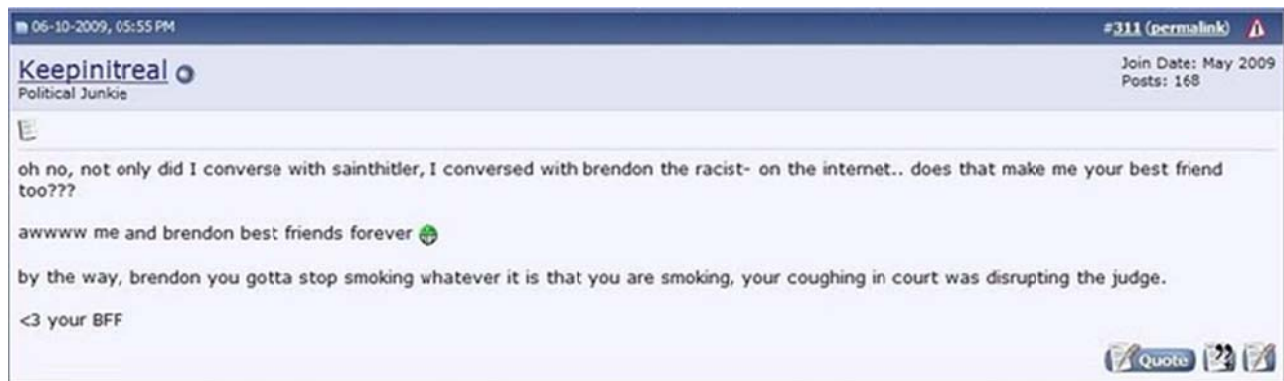 06-10-2009, 05:55 PM
#311 (permalink)
Keepinitreal
Political Junkie
Join Date: May 2009
Posts: 168
oh no, not only did I converse with sainthitler, I conversed with brendon the racist- on the internet.. does that make me your best friend
too???
awwww me and brendon best friends forever
by the way, brendon you gotta stop smoking whatever it is that you are smoking, your coughing in court was disrupting the judge.
<3 your BFF
Quote